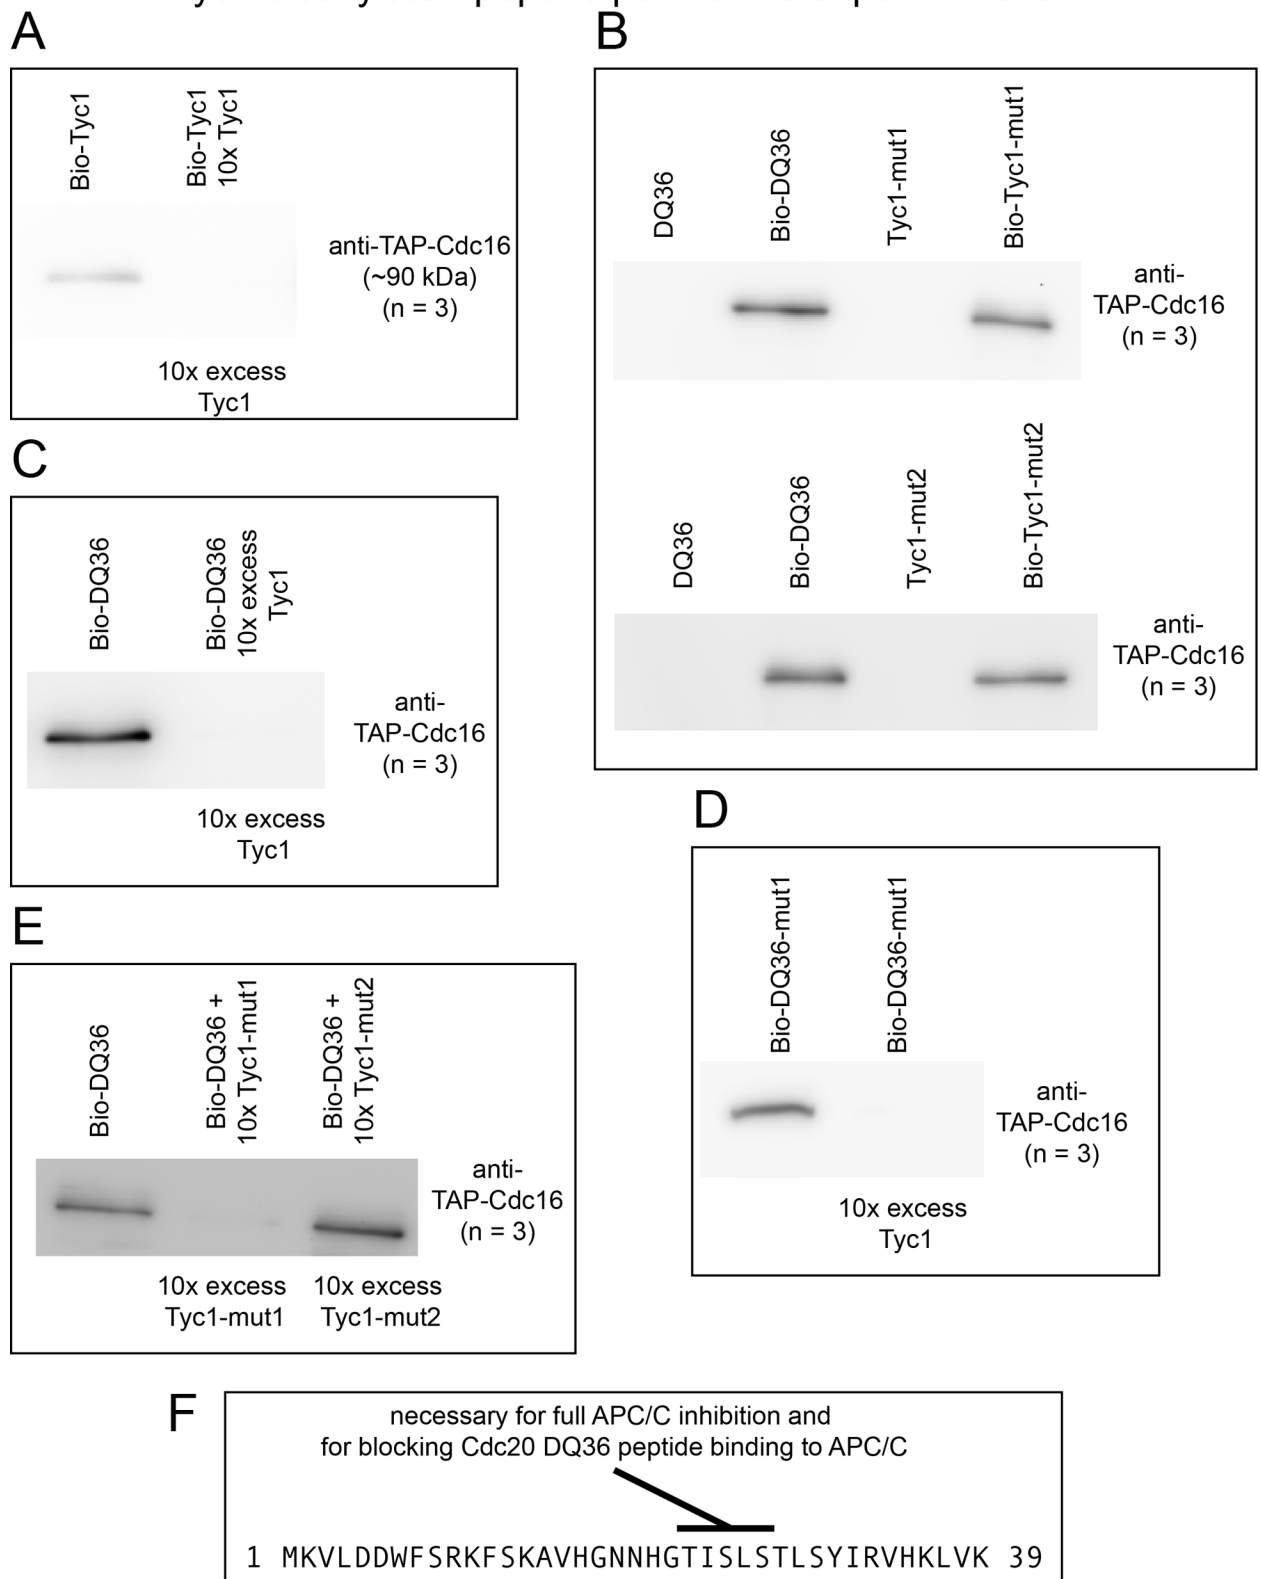 A
Bio-Tyc1
Bio-Tyc1
10x Tyc1
anti-TAP-Cdc16
(~90 kDa)
(n = 3)
10x excess
Tyc1
B
DQ36
Bio-DQ36
Tyc1-mut1
Bio-Tyc1-mut1
anti-
TAP-Cdc16
(n = 3)
DQ36
Bio-DQ36
Tyc1-mut2
Bio-Tyc1-mut2
anti-
TAP-Cdc16
(n = 3)
C
Bio-DQ36
Bio-DQ36
10x excess
Tyc1
anti-
TAP-Cdc16
(n = 3)
10x excess
Tyc1
D
Bio-DQ36-mut1
Bio-DQ36-mut1
anti-
TAP-Cdc16
(n = 3)
10x excess
Tyc1
E
Bio-DQ36
Bio-DQ36 +
10x Tyc1-mut1
Bio-DQ36 +
10x Tyc1-mut2
anti-
TAP-Cdc16
(n = 3)
10x excess
Tyc1-mut1
10x excess
Tyc1-mut2
F
necessary for full APC/C inhibition and
for blocking Cdc20 DQ36 peptide binding to APC/C
1 MKVLDDWFSRKFSKAVHGNNHGTISLSTLSYIRVHKLVK 39